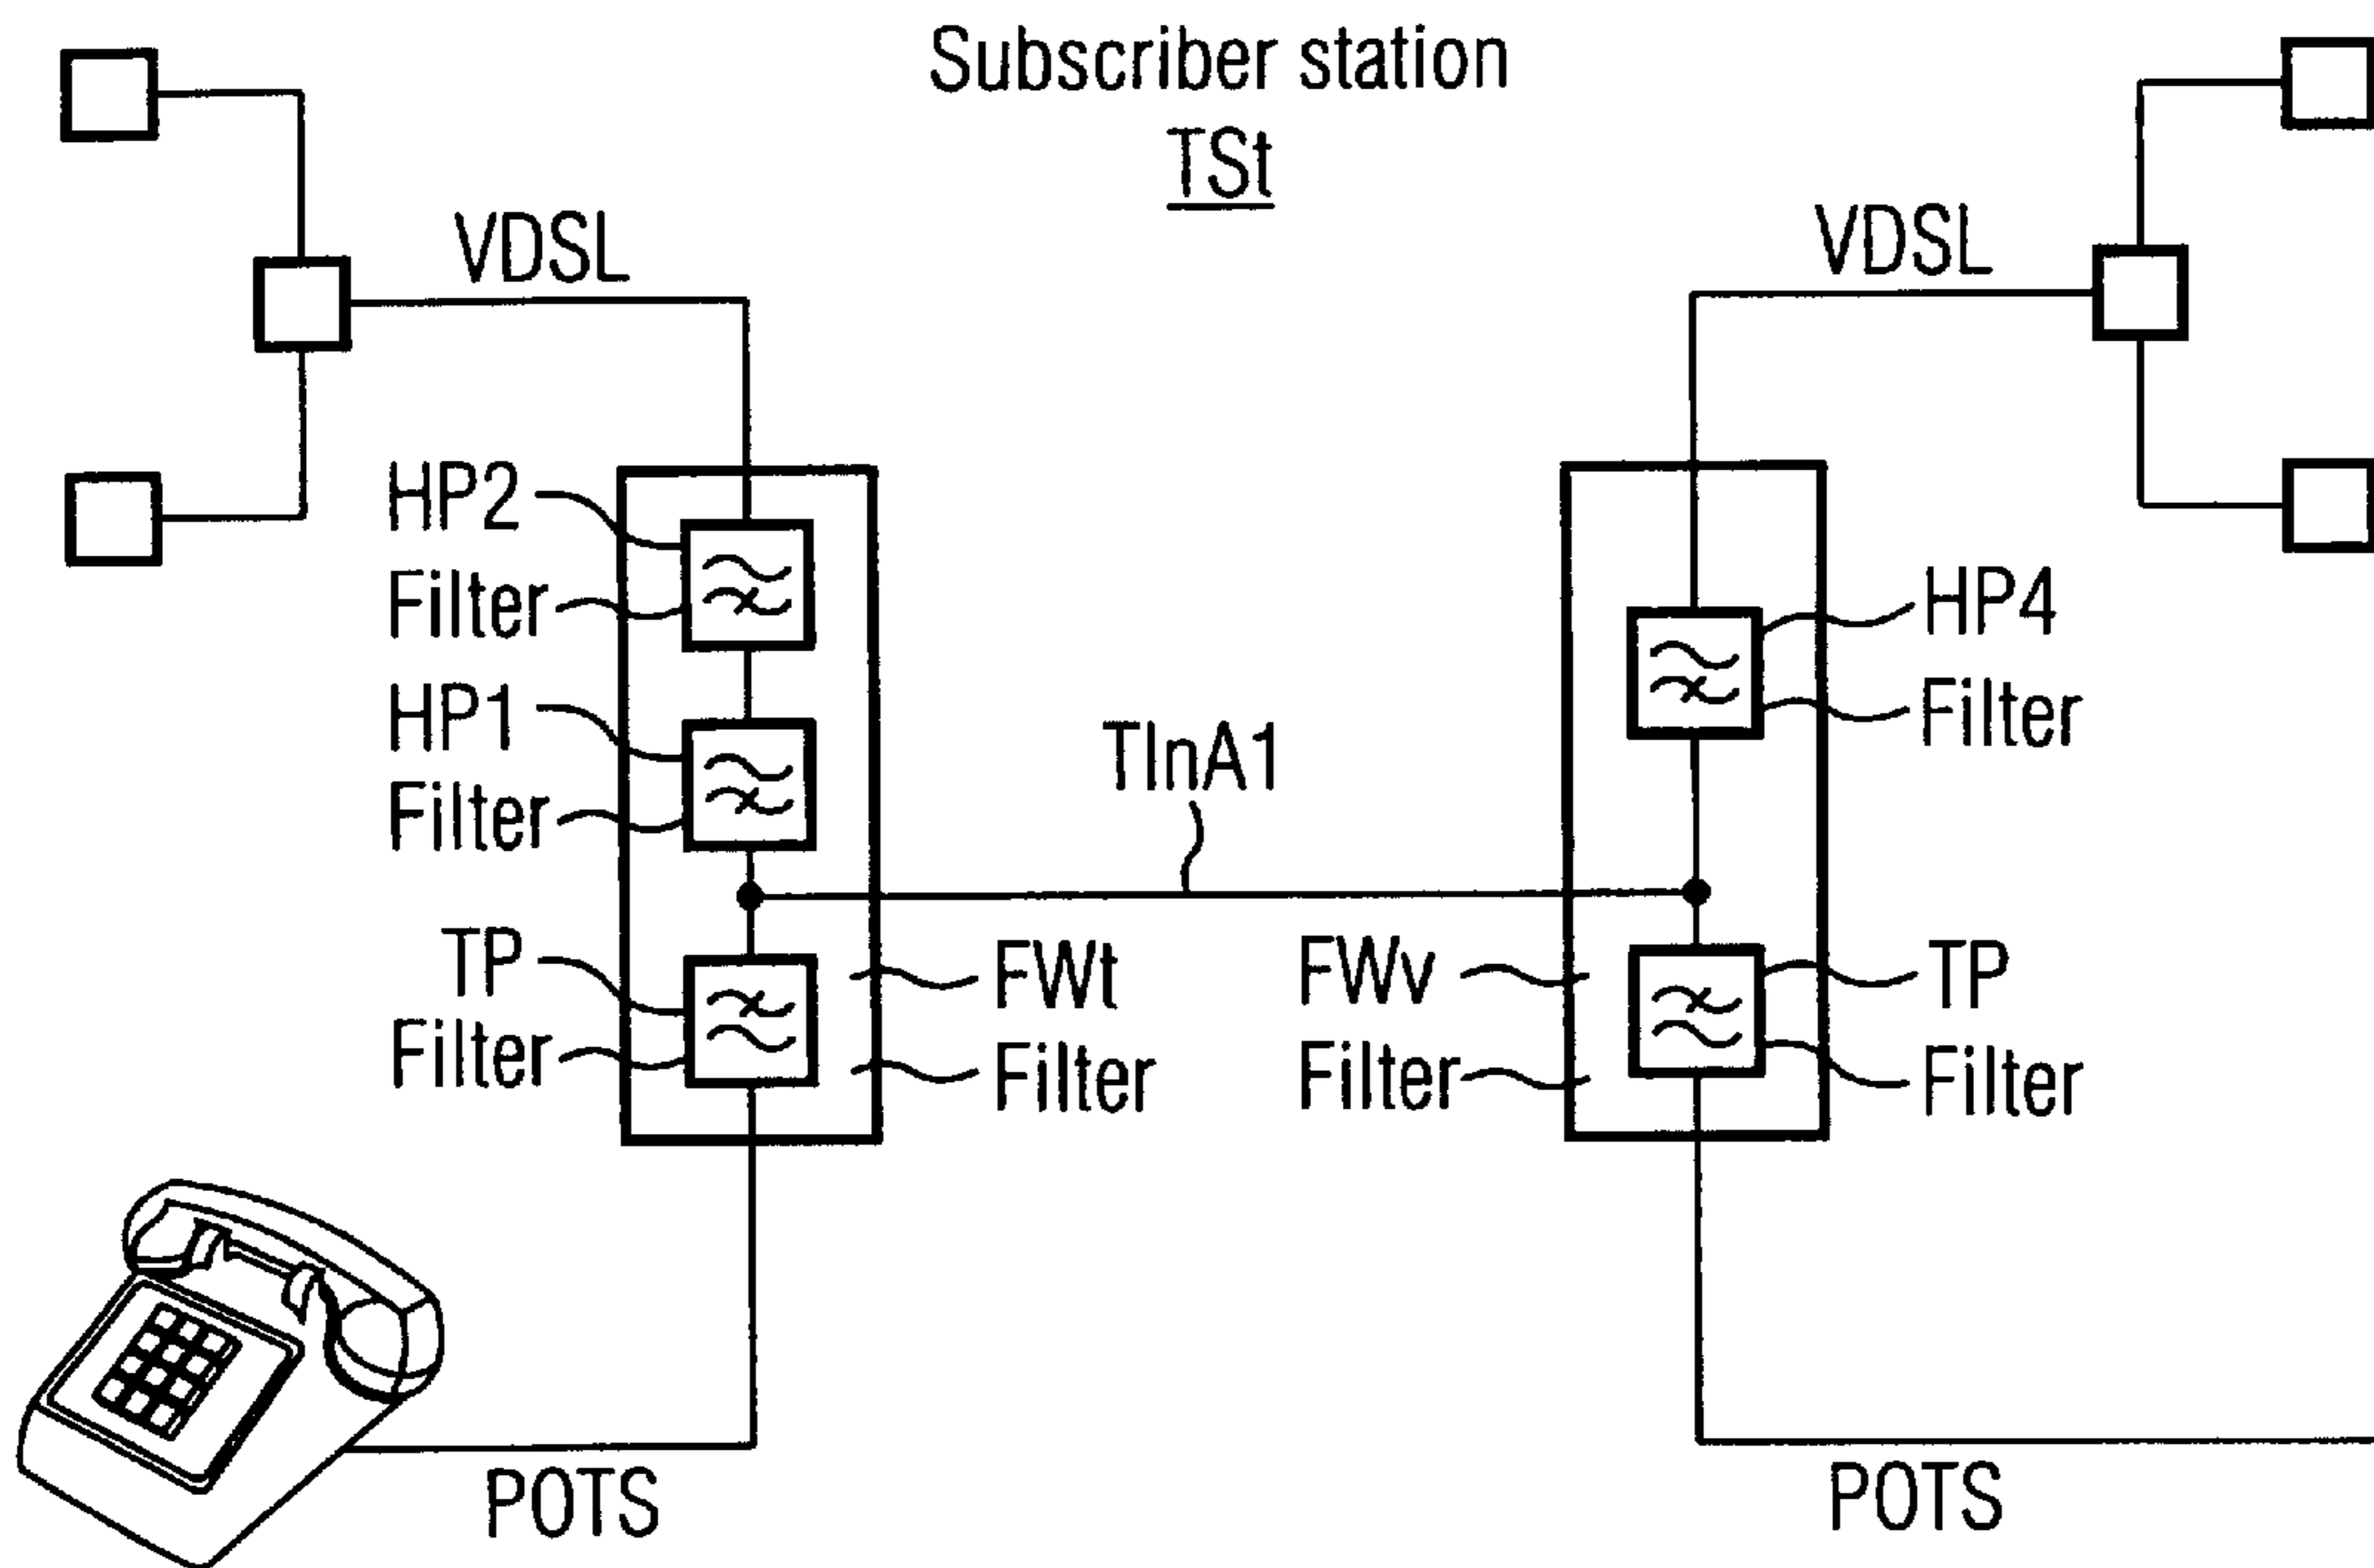 Subscriber station
TSt
VDSL
VDSL
HP2
Filter
HP1
Filter
TP
Filter
FWt
Filter
TlnA1
FWv
Filter
HP4
Filter
TP
Filter
POTS
POTS